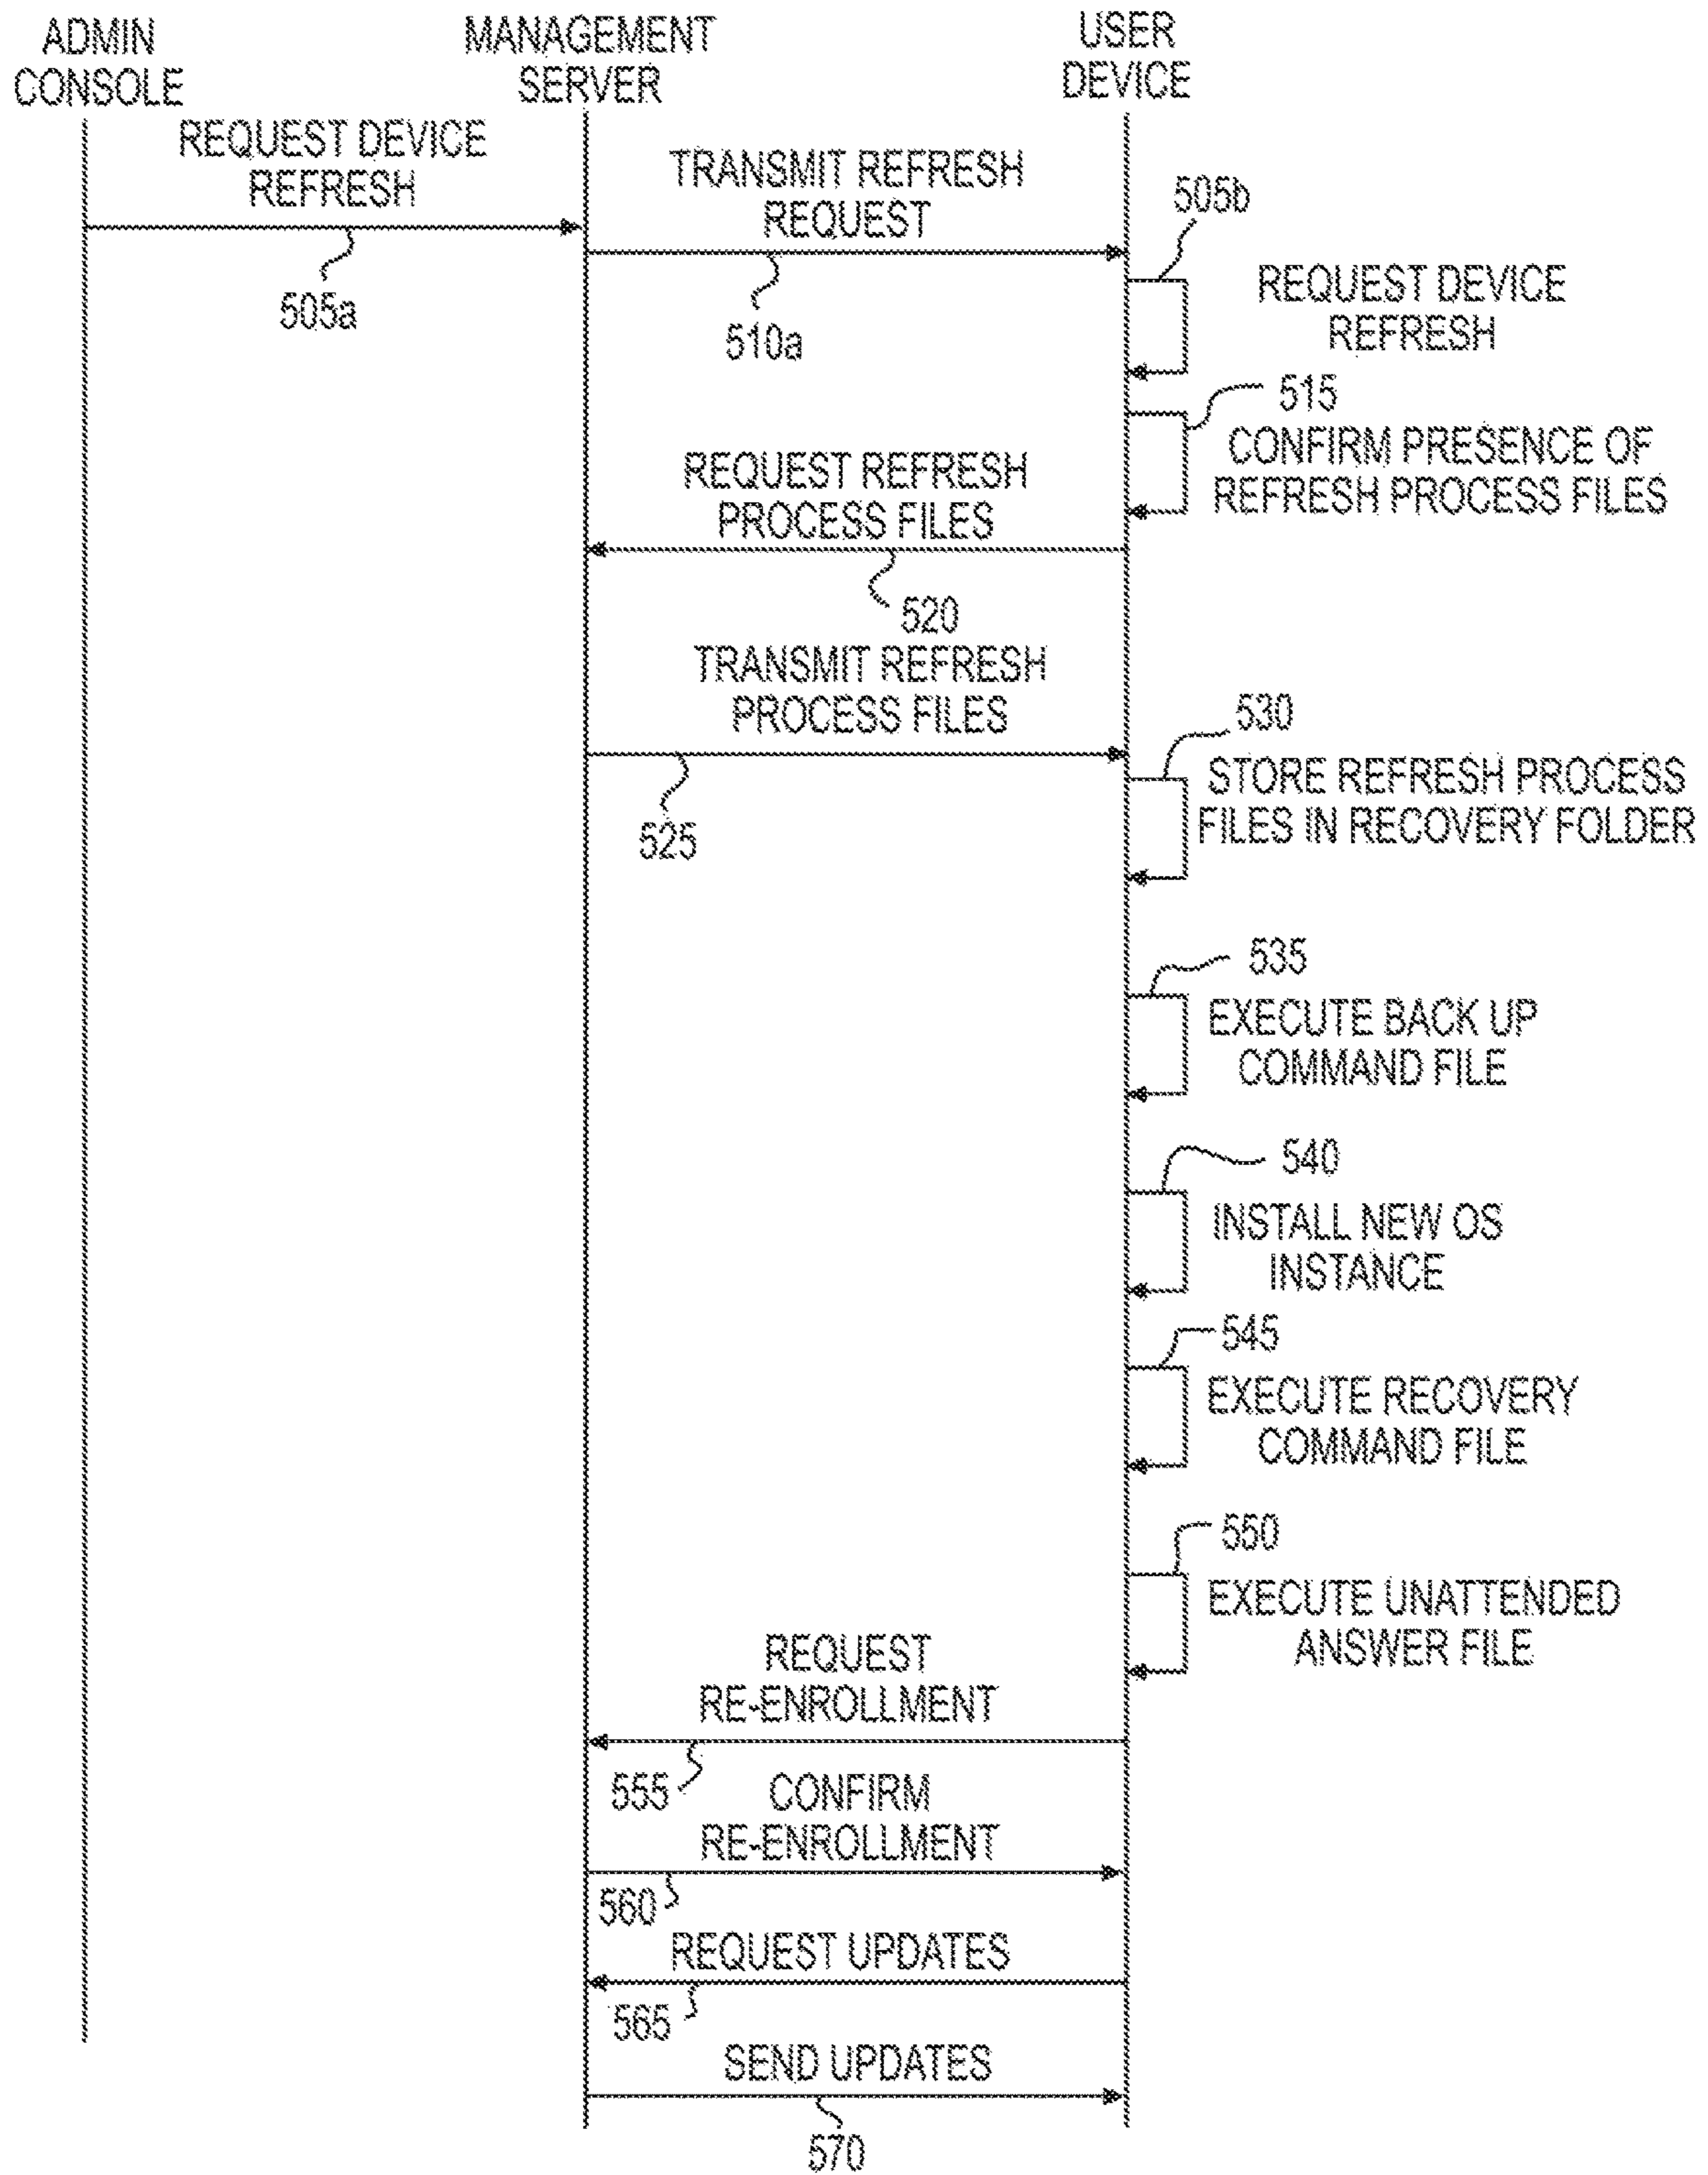 ADMIN
CONSOLE
MANAGEMENT
SERVER
USER
DEVICE
REQUEST DEVICE
REFRESH
505a
TRANSMIT REFRESH
REQUEST
510a
505b
REQUEST DEVICE
REFRESH
515
CONFIRM PRESENCE OF
REFRESH PROCESS FILES
REQUEST REFRESH
PROCESS FILES
520
TRANSMIT REFRESH
PROCESS FILES
525
530
STORE REFRESH PROCESS
FILES IN RECOVERY FOLDER
535
EXECUTE BACK UP
COMMAND FILE
540
INSTALL NEW OS
INSTANCE
545
EXECUTE RECOVERY
COMMAND FILE
550
EXECUTE UNATTENDED
ANSWER FILE
REQUEST
RE-ENROLLMENT
555
CONFIRM
RE-ENROLLMENT
560
REQUEST UPDATES
565
SEND UPDATES
570